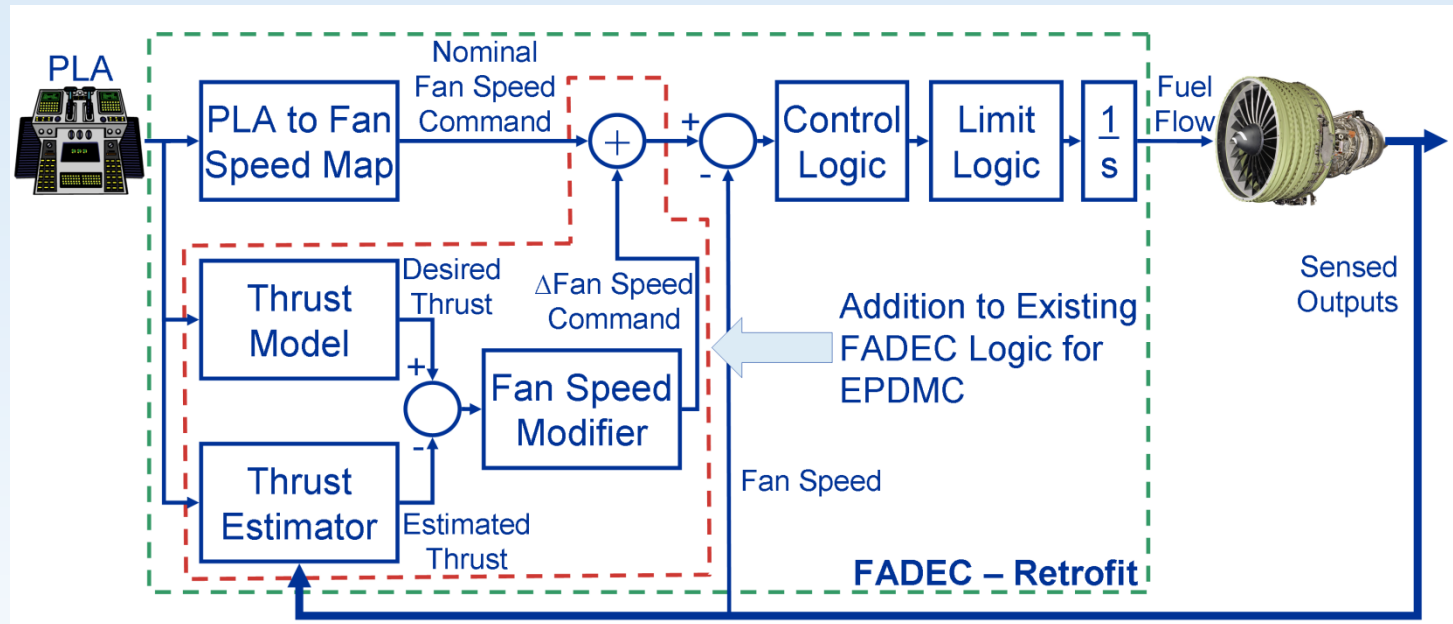 PLA
PLA to Fan
Speed Map
Nominal
Fan Speed
Command
+
+
-
Control
Logic
Limit
Logic
1
s
Fuel
Flow
Sensed
Outputs
Thrust
Model
Desired
Thrust
+
-
Thrust
Estimator
Estimated
Thrust
Fan Speed
Modifier
ΔFan Speed
Command
Addition to Existing
FADEC Logic for
EPDMC
Fan Speed
FADEC – Retrofit